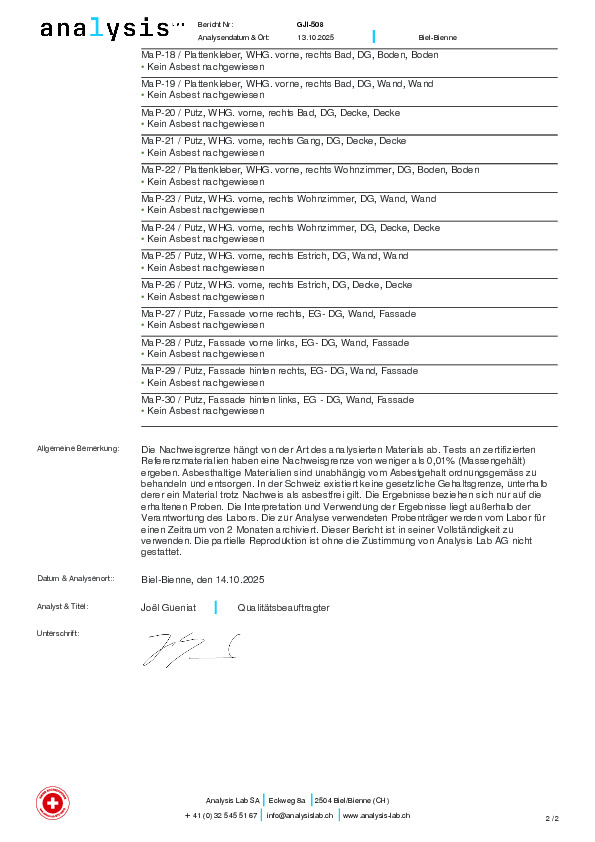 analysis
Bericht Nr: GJI-508
Analysendatum & Ort: 13.10.2025 Biel-Bienne
MaP-18 / Plattenkleber, WHG. vorne, rechts Bad, DG, Boden, Boden
• Kein Asbest nachgewiesen
MaP-19 / Plattenkleber, WHG. vorne, rechts Bad, DG, Wand, Wand
• Kein Asbest nachgewiesen
MaP-20 / Putz, WHG. vorne, rechts Bad, DG, Decke, Decke
• Kein Asbest nachgewiesen
MaP-21 / Putz, WHG. vorne, rechts Gang, DG, Decke, Decke
• Kein Asbest nachgewiesen
MaP-22 / Plattenkleber, WHG. vorne, rechts Wohnzimmer, DG, Boden, Boden
• Kein Asbest nachgewiesen
MaP-23 / Putz, WHG. vorne, rechts Wohnzimmer, DG, Wand, Wand
• Kein Asbest nachgewiesen
MaP-24 / Putz, WHG. vorne, rechts Wohnzimmer, DG, Decke, Decke
• Kein Asbest nachgewiesen
MaP-25 / Putz, WHG. vorne, rechts Estrich, DG, Wand, Wand
• Kein Asbest nachgewiesen
MaP-26 / Putz, WHG. vorne, rechts Estrich, DG, Decke, Decke
• Kein Asbest nachgewiesen
MaP-27 / Putz, Fassade vorne rechts, EG- DG, Wand, Fassade
• Kein Asbest nachgewiesen
MaP-28 / Putz, Fassade vorne links, EG- DG, Wand, Fassade
• Kein Asbest nachgewiesen
MaP-29 / Putz, Fassade hinten rechts, EG- DG, Wand, Fassade
• Kein Asbest nachgewiesen
MaP-30 / Putz, Fassade hinten links, EG - DG, Wand, Fassade
• Kein Asbest nachgewiesen
Allgemeine Bemerkung:
Die Nachweisgrenze hängt von der Art des analysierten Materials ab. Tests an zertifizierten
Referenzmaterialien haben eine Nachweisgrenze von weniger als 0,01% (Massengehält)
ergeben. Asbesthaltige Materialien sind unabhängig vom Asbestgehalt ordnungsgemäss zu
behandeln und entsorgen. In der Schweiz existiert keine gesetzliche Gehaltsgrenze, unterhalb
derer ein Material trotz Nachweis als asbestfrei gilt. Die Ergebnisse beziehen sich nur auf die
erhaltenen Proben. Die Interpretation und Verwendung der Ergebnisse liegt außerhalb der
Verantwortung des Labors. Die zur Analyse verwendeten Probenträger werden vom Labor für
einen Zeitraum von 2 Monaten archiviert. Dieser Bericht ist in seiner Vollständigkeit zu
verwenden. Die partielle Reproduktion ist ohne die Zustimmung von Analysis Lab AG nicht
gestattet.
Datum & Analysenort:: Biel-Bienne, den 14.10.2025
Analyst & Titel: Joël Gueniat Qualitätsbeauftragter
Unterschrift:
Analysis Lab SA Eckweg 8a 2504 Biel/Bienne (CH)
+ 41 (0) 32 545 51 67 info@analysislab.ch www.analysis-lab.ch
2 / 2